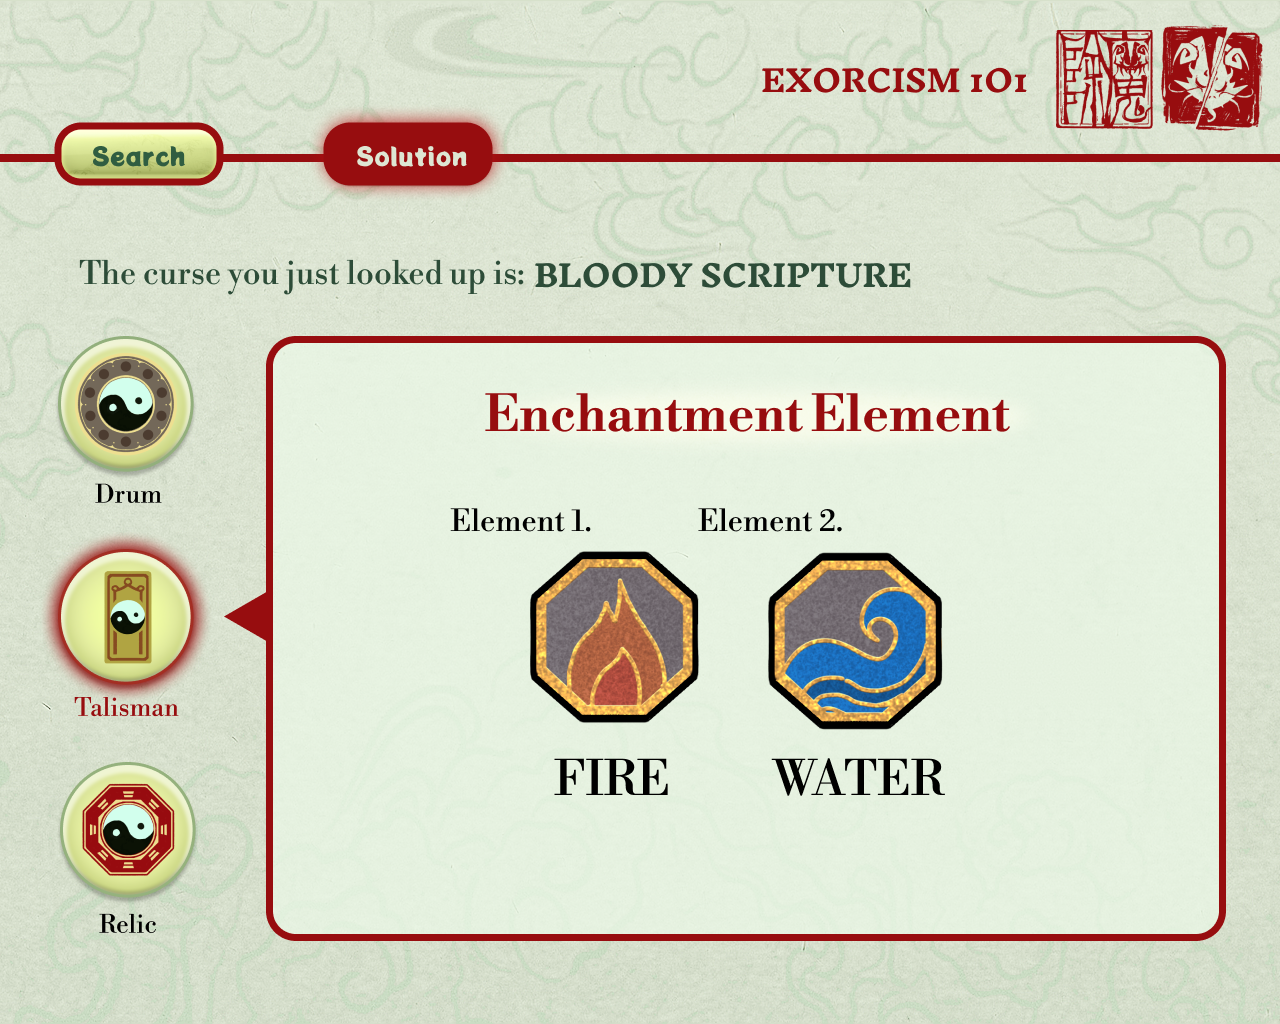 EXORCISM 101
Search
Solution
The curse you just looked up is: BLOODY SCRIPTURE
Drum
Talisman
Relic
Enchantment Element
Element 1.
Element 2.
FIRE
WATER